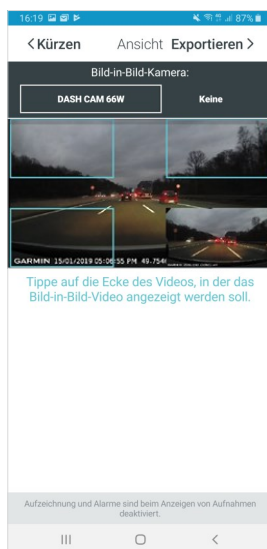 16:19 87%
<Kürzen Ansicht Exportieren >
Bild-in-Bild-Kamera:
DASH CAM 66W Keine
GARMIN 15/01/2019 05:06:55 PM 49.754
Tippe auf die Ecke des Videos, in der das
Bild-in-Bild-Video angezeigt werden soll.
Aufzeichnung und Alarme sind beim Anzeigen von Aufnahmen
deaktiviert.